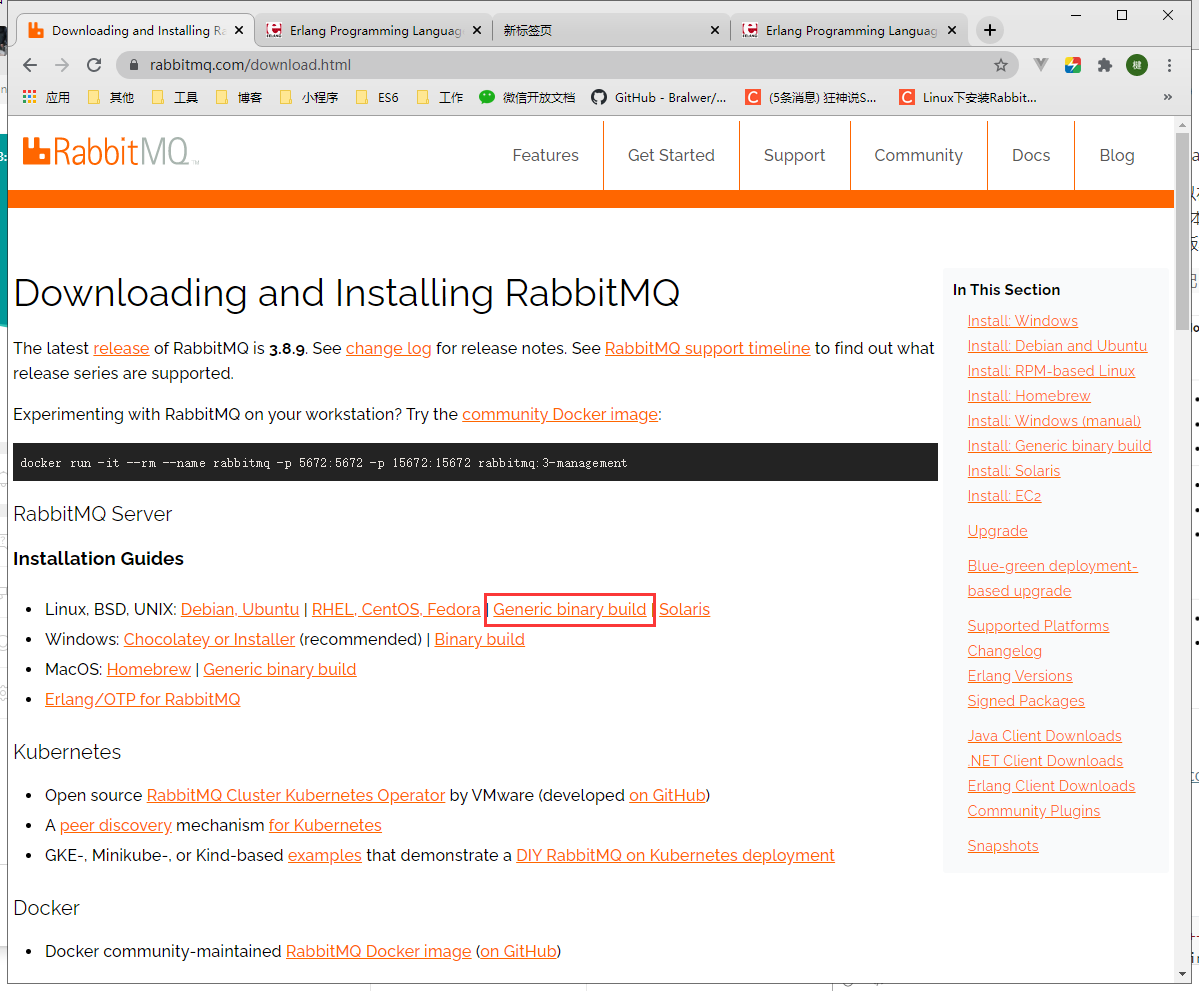 Downloading and Installing Ra
Erlang Programming Languag
新标签页
Erlang Programming Languag
rabbitmq.com/download.html
楗
应用 其他 工具 博客 小程序 ES6 工作 微信开放文档 GitHub - Bralwer/... (5条消息) 狂神说S... Linux下安装Rabbit... »
RabbitMQ TM
Features Get Started Support Community Docs Blog
Downloading and Installing RabbitMQ
The latest release of RabbitMQ is 3.8.9. See change log for release notes. See RabbitMQ support timeline to find out what
release series are supported.
Experimenting with RabbitMQ on your workstation? Try the community Docker image:
docker run -it --rm --name rabbitmq -p 5672:5672 -p 15672:15672 rabbitmq:3-management
RabbitMQ Server
Installation Guides
• Linux, BSD, UNIX: Debian, Ubuntu | RHEL, CentOS, Fedora | Generic binary build | Solaris
• Windows: Chocolatey or Installer (recommended) | Binary build
• MacOS: Homebrew | Generic binary build
• Erlang/OTP for RabbitMQ
Kubernetes
• Open source RabbitMQ Cluster Kubernetes Operator by VMware (developed on GitHub)
• A peer discovery mechanism for Kubernetes
• GKE-, Minikube-, or Kind-based examples that demonstrate a DIY RabbitMQ on Kubernetes deployment
Docker
• Docker community-maintained RabbitMQ Docker image (on GitHub)
In This Section
Install: Windows
Install: Debian and Ubuntu
Install: RPM-based Linux
Install: Homebrew
Install: Windows (manual)
Install: Generic binary build
Install: Solaris
Install: EC2
Upgrade
Blue-green deployment-
based upgrade
Supported Platforms
Changelog
Erlang Versions
Signed Packages
Java Client Downloads
.NET Client Downloads
Erlang Client Downloads
Community Plugins
Snapshots